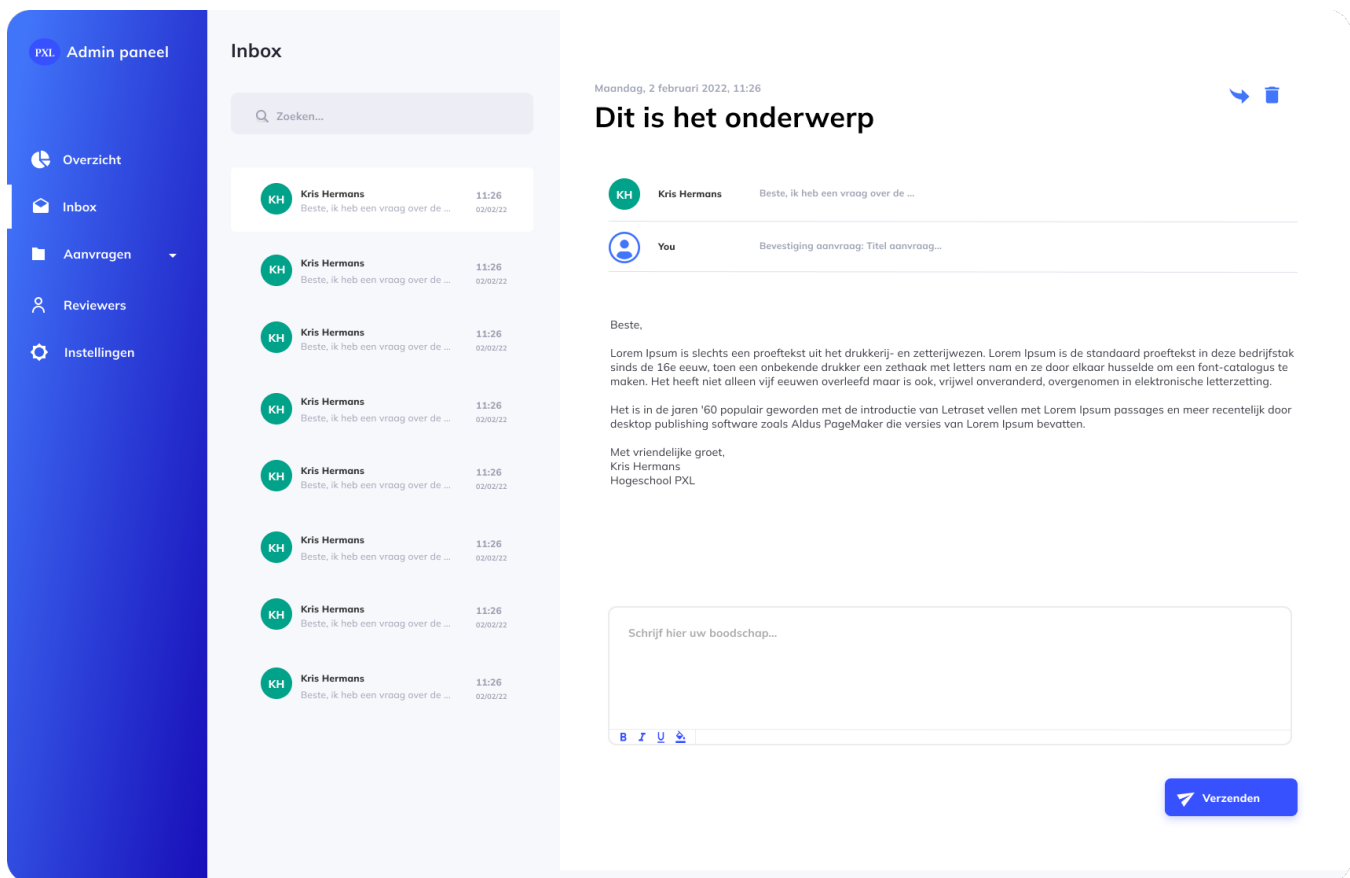 PXL Admin paneel
Overzicht
Inbox
Aanvragen
Reviewers
Instellingen
Inbox
Zoeken...
KH Kris Hermans 11:26
Beste, ik heb een vraag over de ... 02/02/22
KH Kris Hermans 11:26
Beste, ik heb een vraag over de ... 02/02/22
KH Kris Hermans 11:26
Beste, ik heb een vraag over de ... 02/02/22
KH Kris Hermans 11:26
Beste, ik heb een vraag over de ... 02/02/22
KH Kris Hermans 11:26
Beste, ik heb een vraag over de ... 02/02/22
KH Kris Hermans 11:26
Beste, ik heb een vraag over de ... 02/02/22
KH Kris Hermans 11:26
Beste, ik heb een vraag over de ... 02/02/22
KH Kris Hermans 11:26
Beste, ik heb een vraag over de ... 02/02/22
Maandag, 2 februari 2022, 11:26
Dit is het onderwerp
KH Kris Hermans Beste, ik heb een vraag over de ...
You Bevestiging aanvraag: Titel aanvraag...
Beste,
Lorem Ipsum is slechts een proeftekst uit het drukkerij- en zetterijwezen. Lorem Ipsum is de standaard proeftekst in deze bedrijfstak
sinds de 16e eeuw, toen een onbekende drukker een zethaak met letters nam en ze door elkaar husselde om een font-catalogus te
maken. Het heeft niet alleen vijf eeuwen overleefd maar is ook, vrijwel onveranderd, overgenomen in elektronische letterzetting.
Het is in de jaren '60 populair geworden met de introductie van Letraset vellen met Lorem Ipsum passages en meer recentelijk door
desktop publishing software zoals Aldus PageMaker die versies van Lorem Ipsum bevatten.
Met vriendelijke groet,
Kris Hermans
Hogeschool PXL
Schrijf hier uw boodschap...
B I U
Verzenden